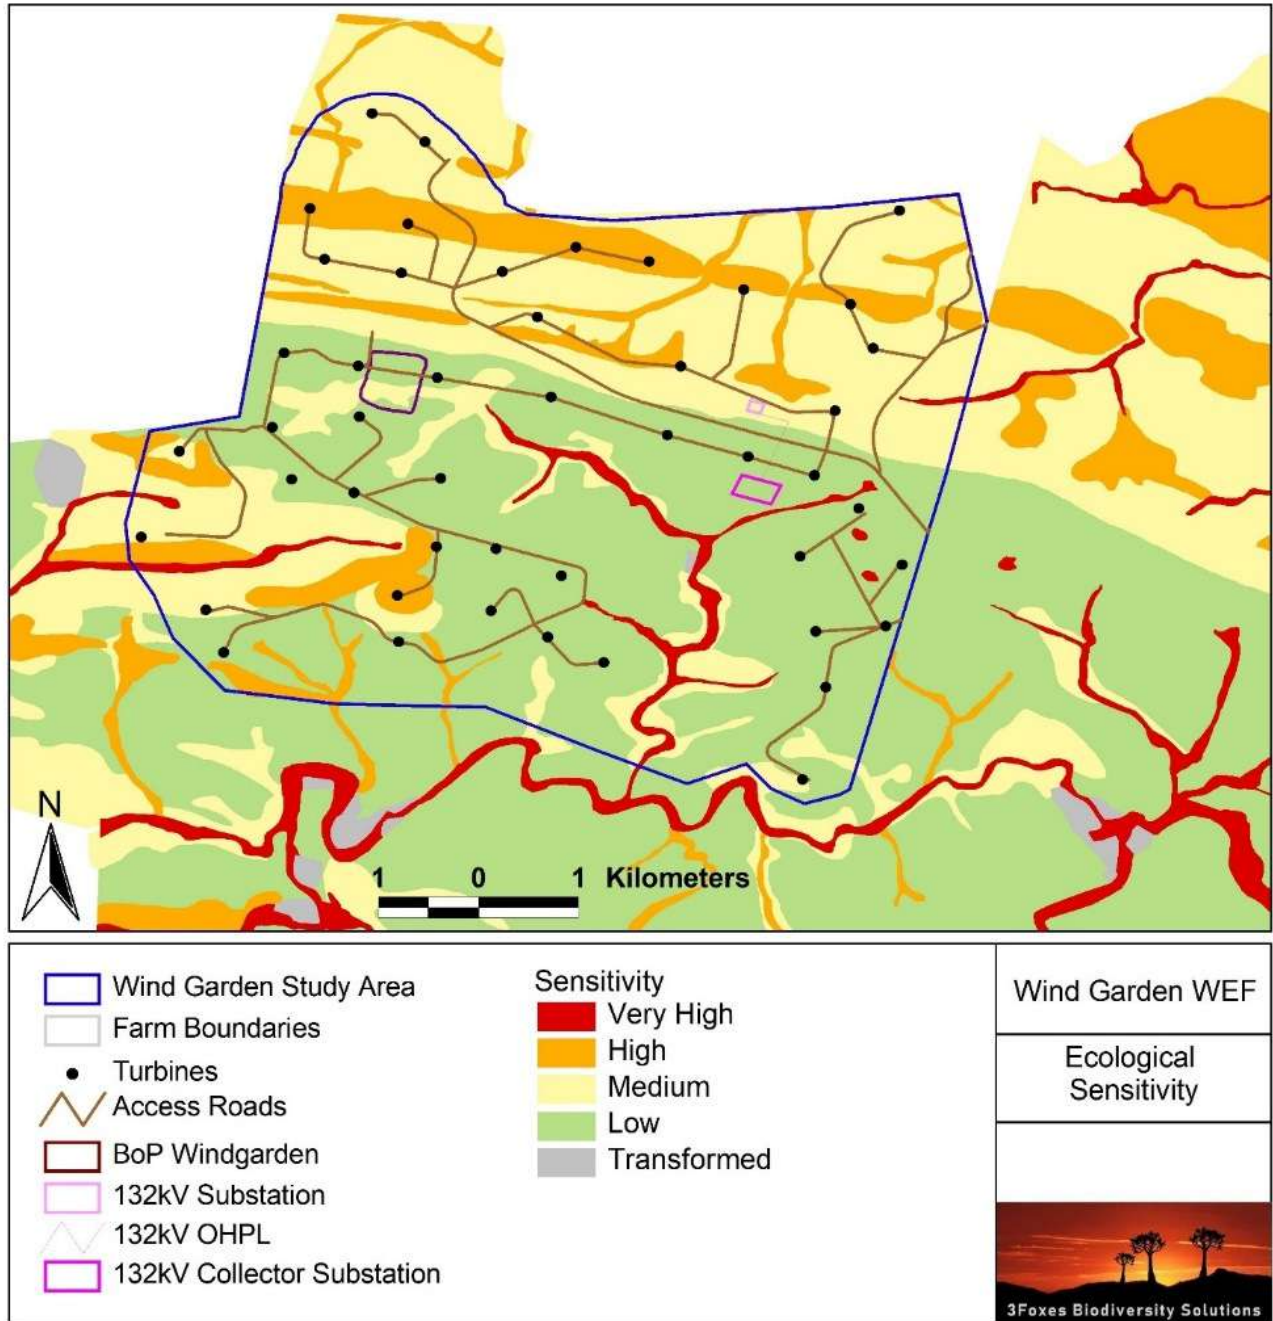 N
1 0 1 Kilometers
Wind Garden Study Area
Farm Boundaries
Turbines
Access Roads
BoP Windgarden
132kV Substation
132kV OHPL
132kV Collector Substation
Sensitivity
Very High
High
Medium
Low
Transformed
Wind Garden WEF
Ecological
Sensitivity
3Foxes Biodiversity Solutions